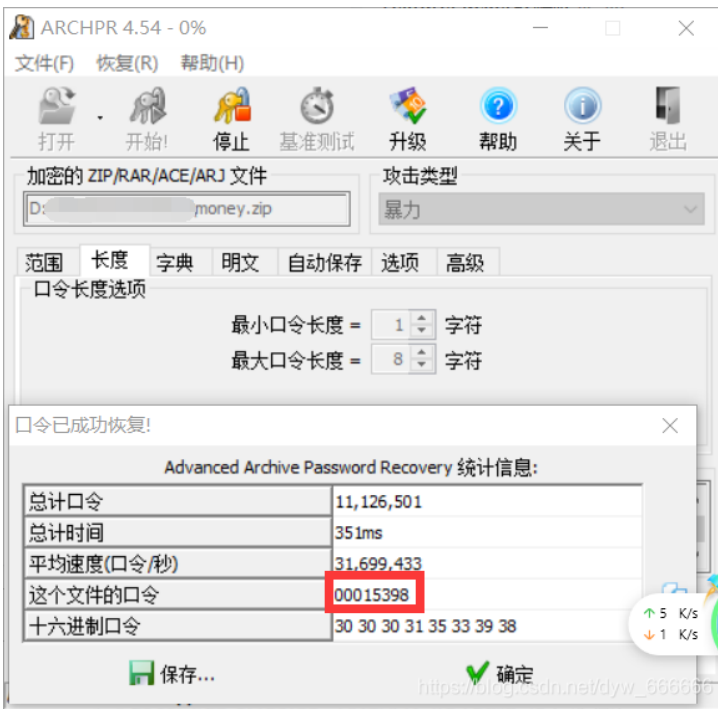 ARCHPR 4.54 - 0%
文件(F) 恢复(R) 帮助(H)
打开 开始! 停止 基准测试 升级 帮助 关于 退出
加密的 ZIP/RAR/ACE/ARJ 文件 攻击类型
D: money.zip 暴力
范围 长度 字典 明文 自动保存 选项 高级
口令长度选项
最小口令长度 = 1 字符
最大口令长度 = 8 字符
口令已成功恢复!
Advanced Archive Password Recovery 统计信息:
总计口令 11,126,501
总计时间 351ms
平均速度(口令/秒) 31,699,433
这个文件的口令 00015398
十六进制口令 30 30 30 31 35 33 39 38
↑ 5 K/s
↓ 1 K/s
保存... 确定
https://blog.csdn.net/dyw_666666